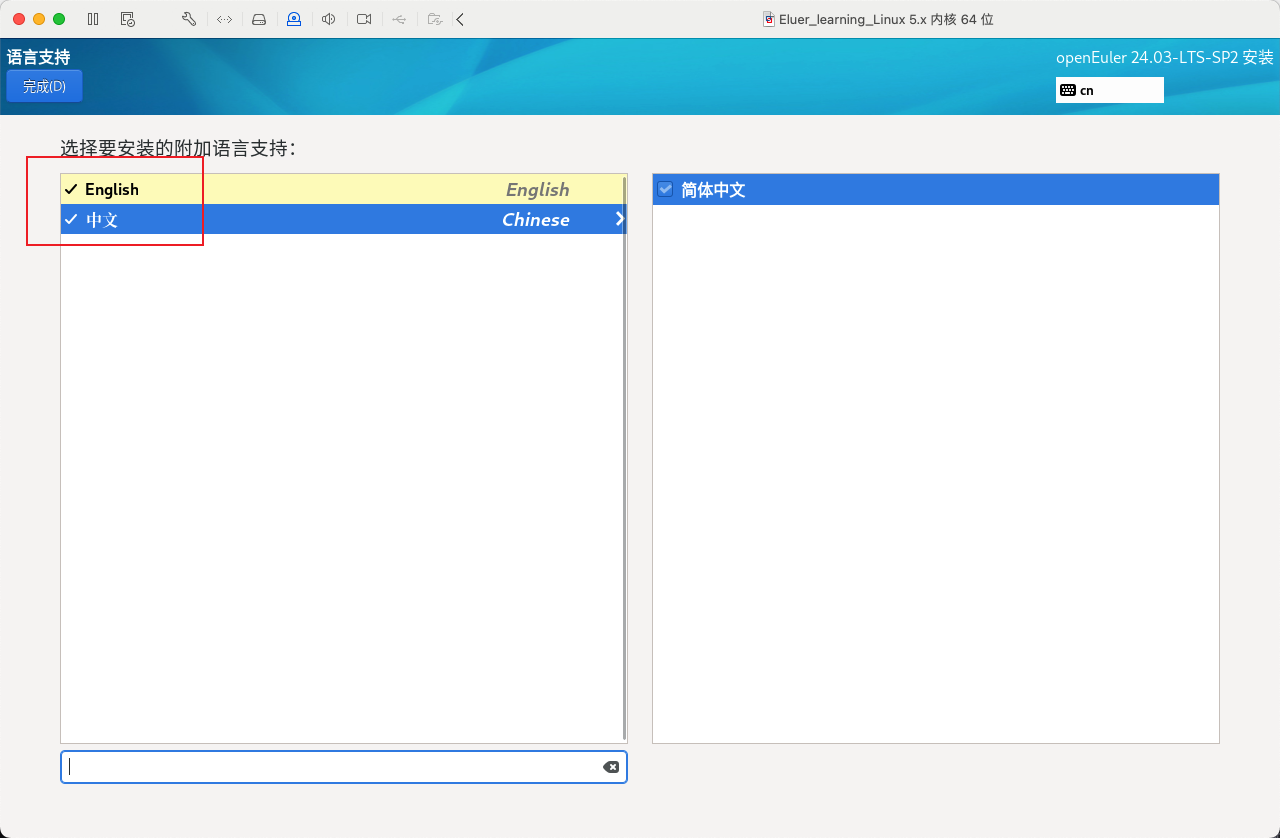 Eluer_learning_Linux 5.x 内核 64 位
语言支持
openEuler 24.03-LTS-SP2 安装
完成(D)
cn
选择要安装的附加语言支持：
English English
中文 Chinese
简体中文